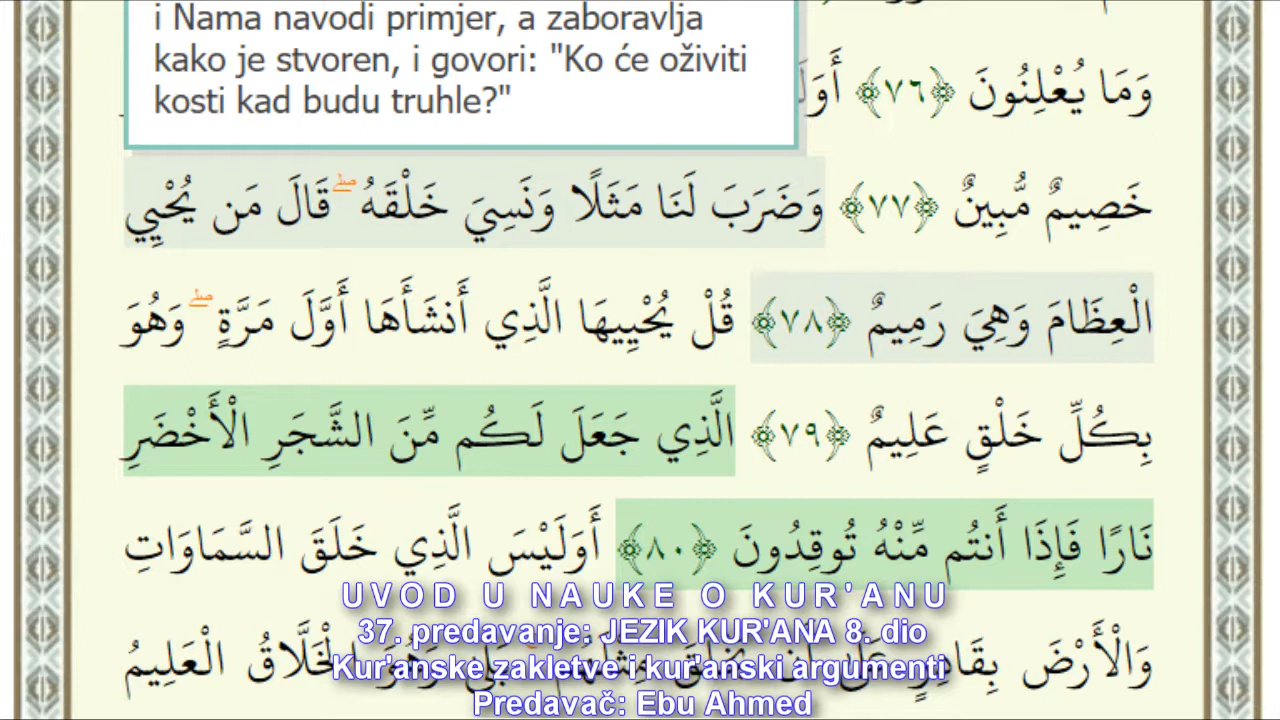 i Nama navodi primjer, a zaboravlja
kako je stvoren, i govori: "Ko će oživiti
kosti kad budu truhle?"
وَمَا يُعْلِنُونَ ﴿٧٦﴾ أَوَلَ
خَصِيمٌ مُّبِينٌ ﴿٧٧﴾ وَضَرَبَ لَنَا مَثَلًا وَنَسِيَ خَلْقَهُ ۖ قَالَ مَن يُحْيِي
الْعِظَامَ وَهِيَ رَمِيمٌ ﴿٧٨﴾ قُلْ يُحْيِيهَا الَّذِي أَنشَأَهَا أَوَّلَ مَرَّةٍ ۖ وَهُوَ
بِكُلِّ خَلْقٍ عَلِيمٌ ﴿٧٩﴾ الَّذِي جَعَلَ لَكُم مِّنَ الشَّجَرِ الْأَخْضَرِ
نَارًا فَإِذَا أَنتُم مِّنْهُ تُوقِدُونَ ﴿٨٠﴾ أَوَلَيْسَ الَّذِي خَلَقَ السَّمَاوَاتِ
وَالْأَرْضَ بِقَادِرٍ عَلَىٰ أَن يَخْلُقَ مِثْلَهُم ۚ بَلَىٰ وَهُوَ الْخَلَّاقُ الْعَلِيمُ
UVOD U NAUKE O KUR'ANU
37. predavanje: JEZIK KUR'ANA 8. dio
Kur'anske zakletve i kur'anski argumenti
Predavač: Ebu Ahmed